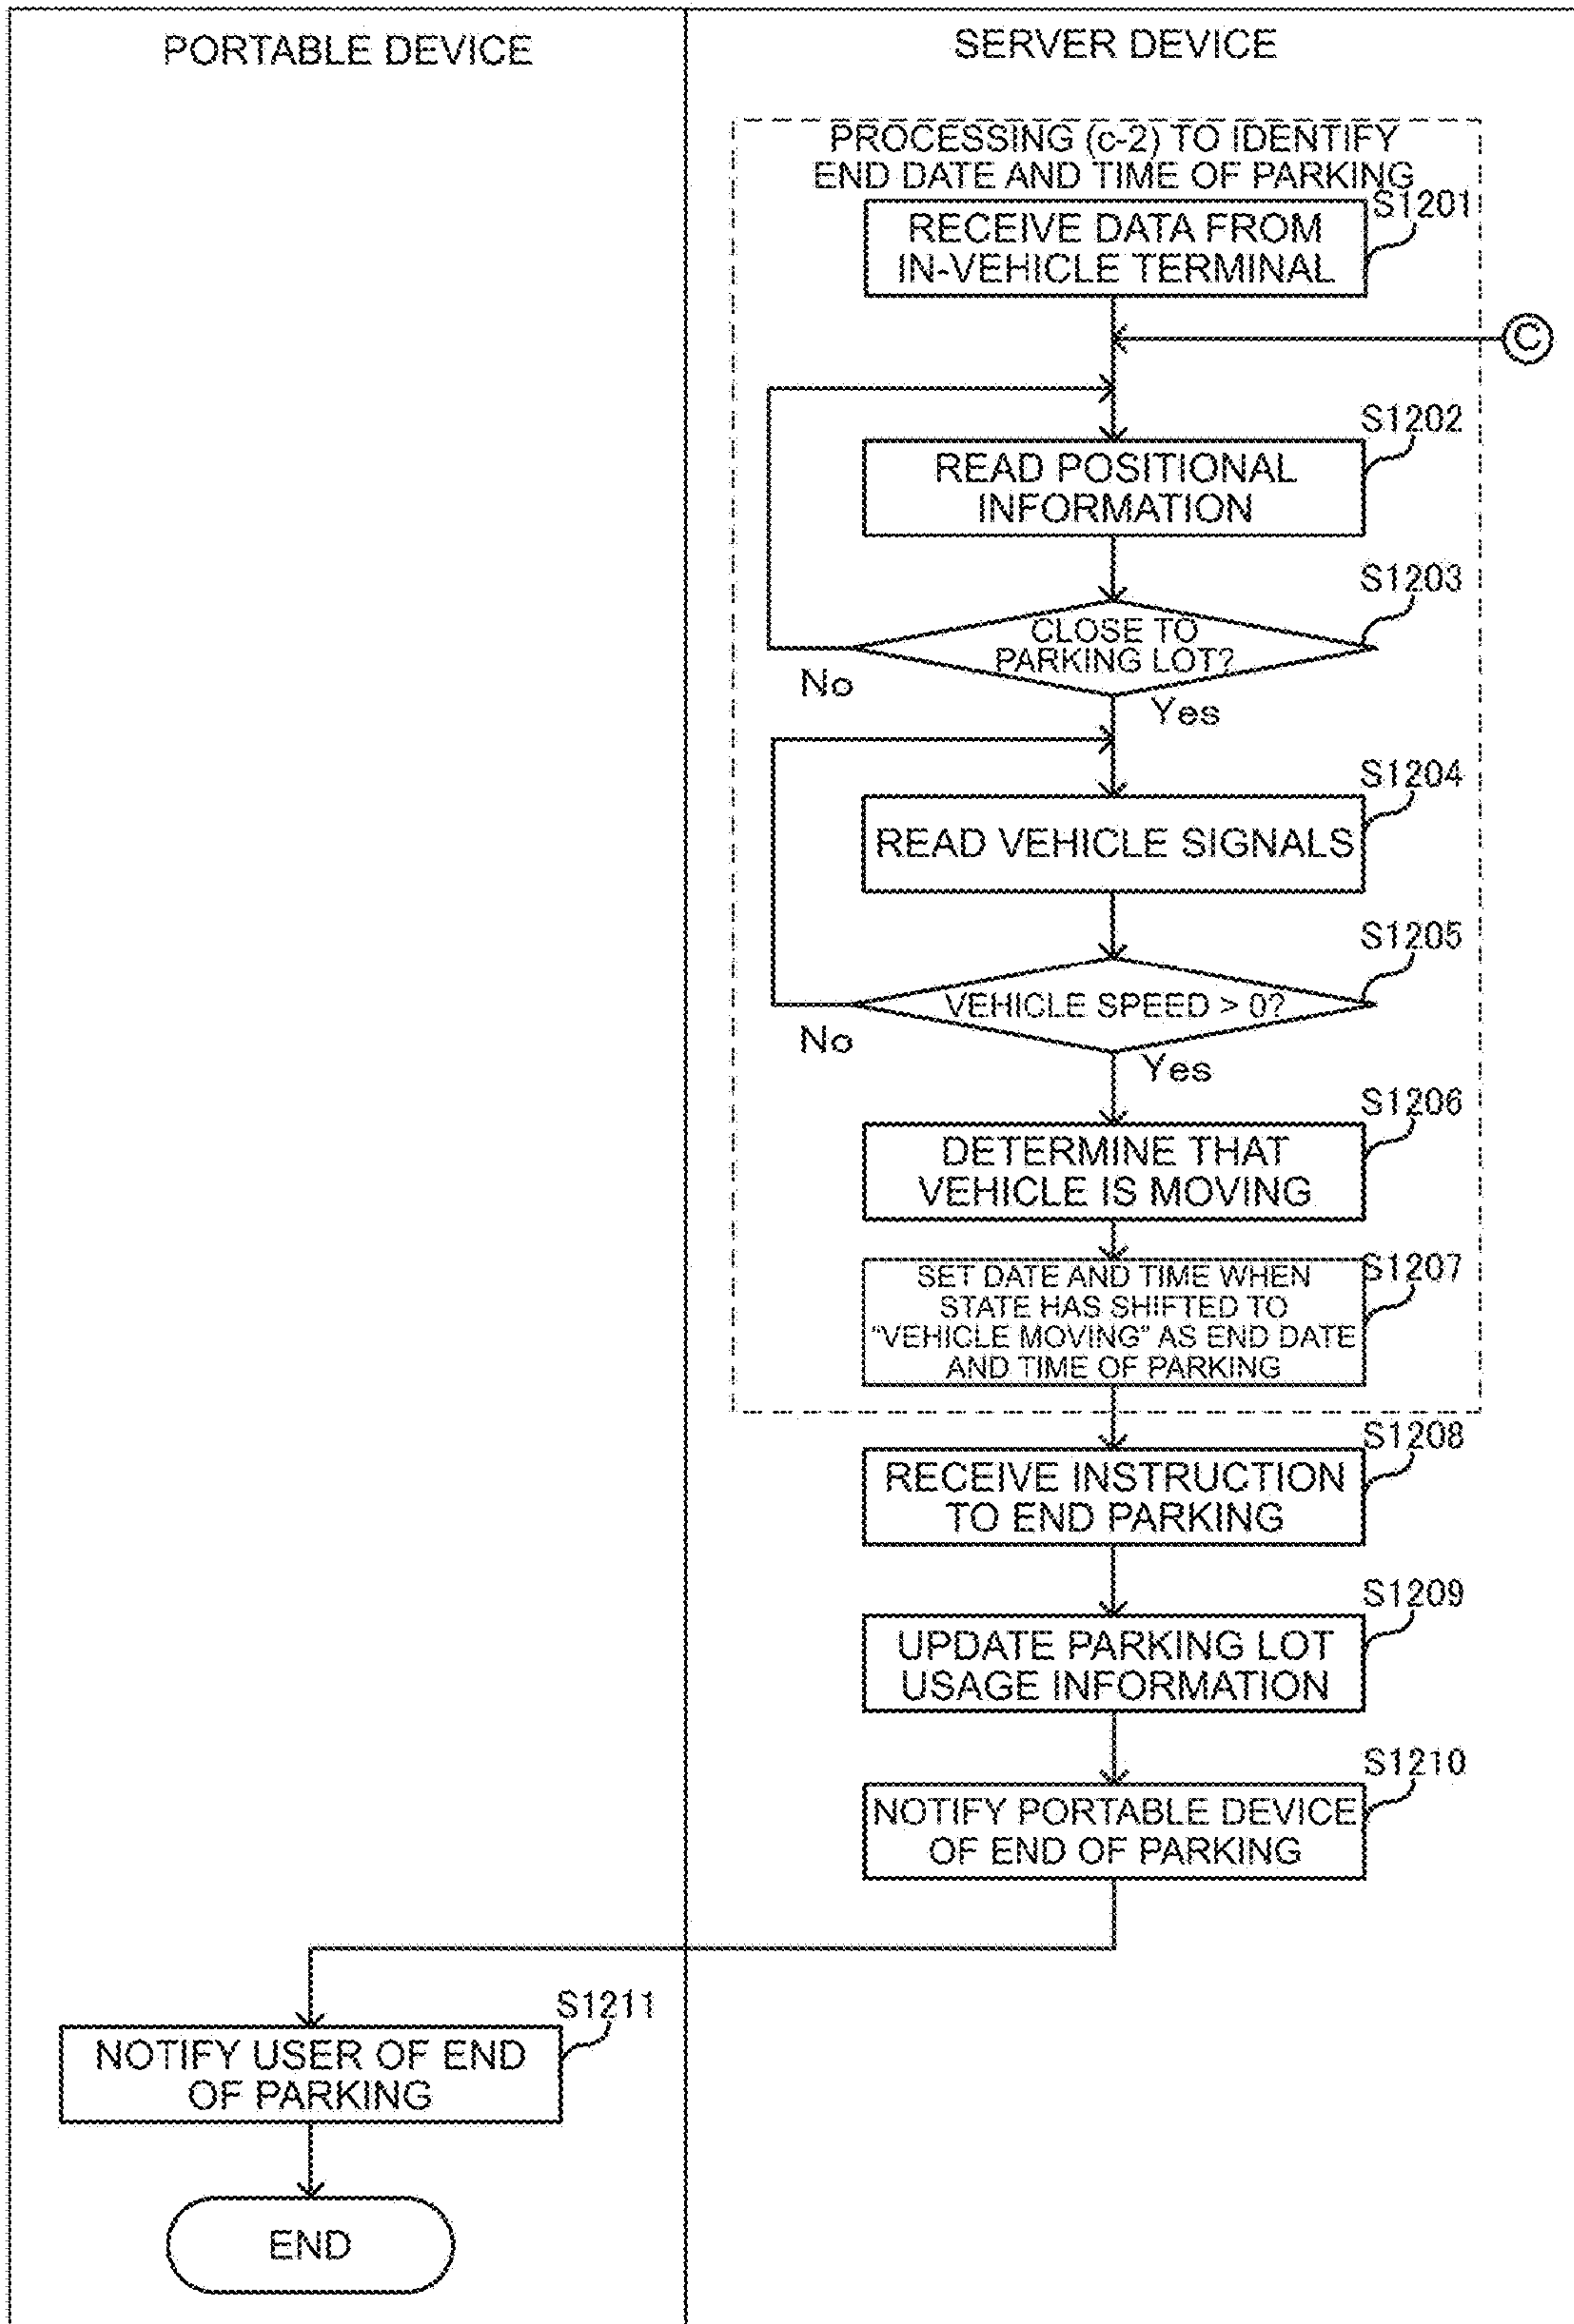 PORTABLE DEVICE
SERVER DEVICE
PROCESSING (c-2) TO IDENTIFY
END DATE AND TIME OF PARKING
S1201
RECEIVE DATA FROM
IN-VEHICLE TERMINAL
C
S1202
READ POSITIONAL
INFORMATION
S1203
CLOSE TO
PARKING LOT?
No
Yes
S1204
READ VEHICLE SIGNALS
S1205
VEHICLE SPEED > 0?
No
Yes
S1206
DETERMINE THAT
VEHICLE IS MOVING
S1207
SET DATE AND TIME WHEN
STATE HAS SHIFTED TO
“VEHICLE MOVING” AS END DATE
AND TIME OF PARKING
S1208
RECEIVE INSTRUCTION
TO END PARKING
S1209
UPDATE PARKING LOT
USAGE INFORMATION
S1210
NOTIFY PORTABLE DEVICE
OF END OF PARKING
S1211
NOTIFY USER OF END
OF PARKING
END